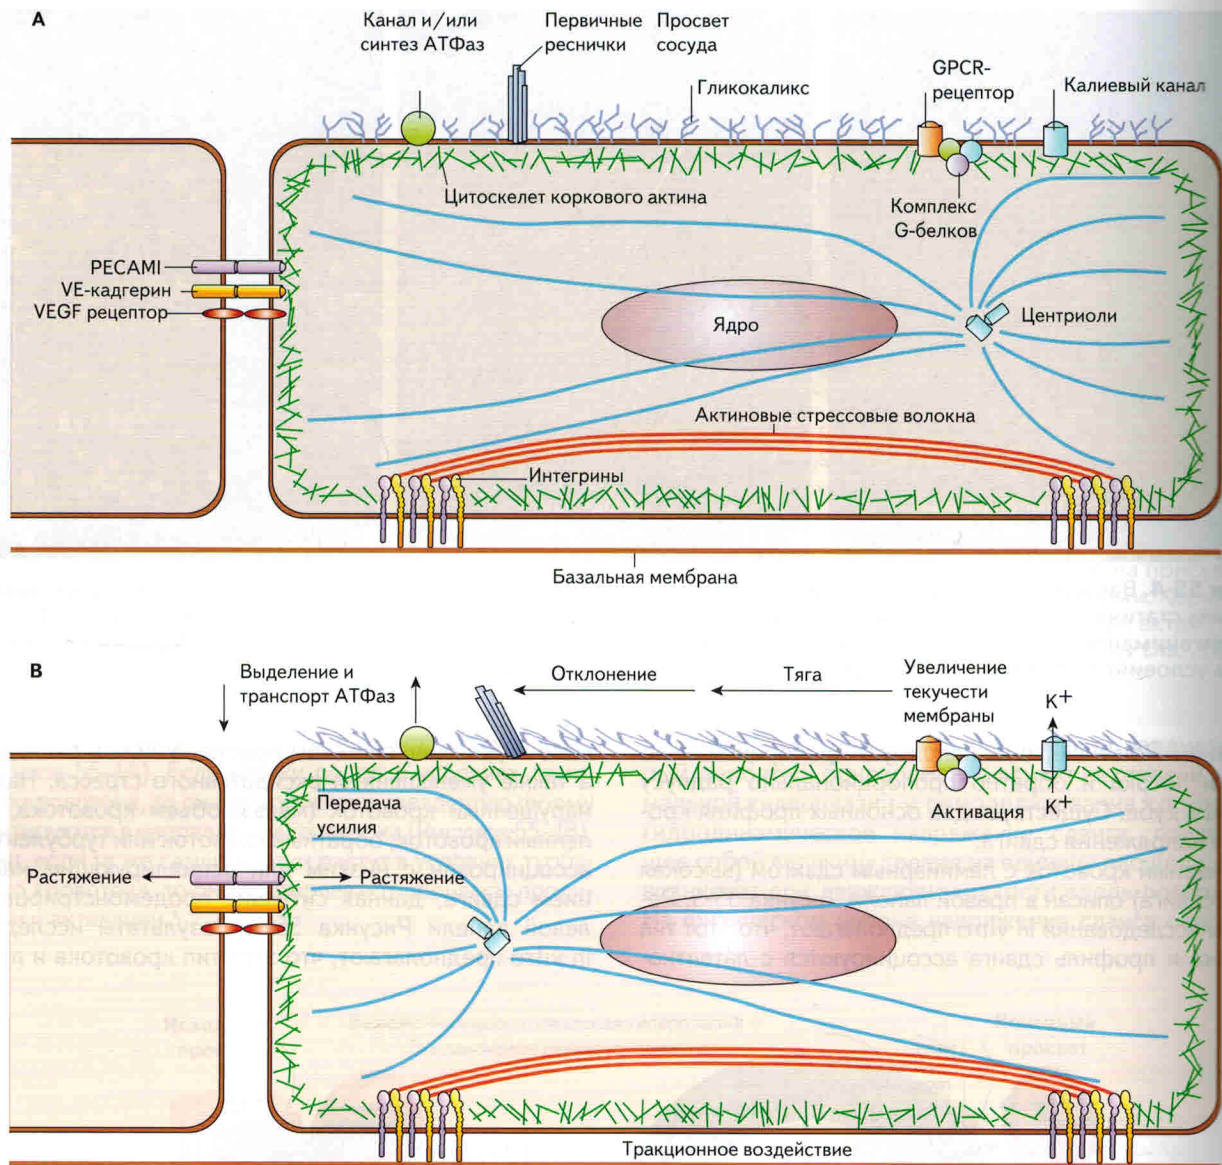 A
Канал и/или
синтез АТФаз
Первичные
реснички
Просвет
сосуда
Гликокаликс
GPCR-
рецептор
Калиевый канал
Цитоскелет коркового актина
Комплекс
G-белков
PECAMI
VE-кадгерин
VEGF рецептор
Ядро
Центриоли
Актиновые стрессовые волокна
Интегрины
Базальная мембрана
B
Выделение и
транспорт АТФаз
Отклонение
Тяга
Увеличение
текучести
мембраны
K+
Передача
усилия
Активация
K+
Растяжение
Растяжение
Тракционное воздействие